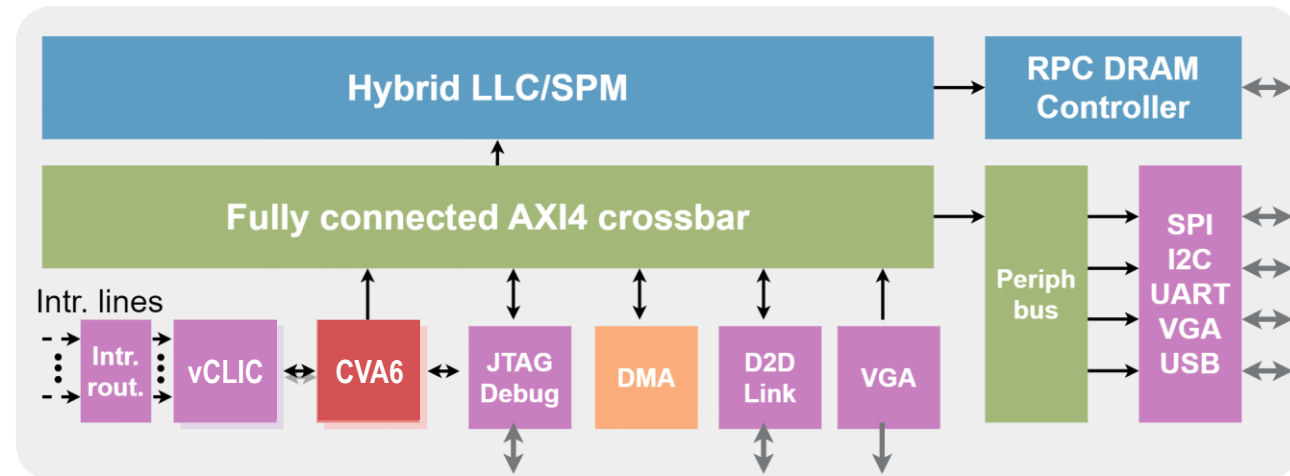 Hybrid LLC/SPM
RPC DRAM
Controller
Fully connected AXI4 crossbar
Periph
bus
SPI
I2C
UART
VGA
USB
Intr. lines
Intr.
rout.
vCLIC
CVA6
JTAG
Debug
DMA
D2D
Link
VGA